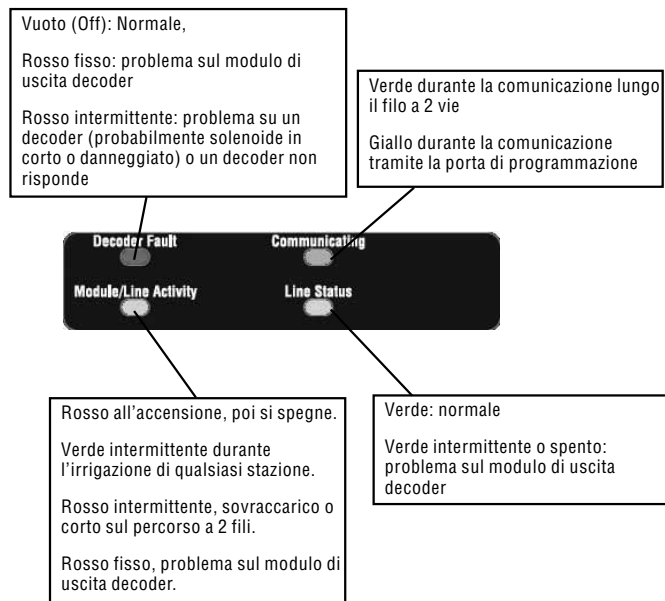 Vuoto (Off): Normale,
Rosso fisso: problema sul modulo di
uscita decoder
Rosso intermittente: problema su un
decoder (probabilmente solenoide in
corto o danneggiato) o un decoder non
risponde
Verde durante la comunicazione lungo
il filo a 2 vie
Giallo durante la comunicazione
tramite la porta di programmazione
Decoder Fault
Communicating
Module/Line Activity
Line Status
Rosso all'accensione, poi si spegne.
Verde intermittente durante
l'irrigazione di qualsiasi stazione.
Rosso intermittente, sovraccarico o
corto sul percorso a 2 fili.
Rosso fisso, problema sul modulo di
uscita decoder.
Verde: normale
Verde intermittente o spento:
problema sul modulo di uscita
decoder